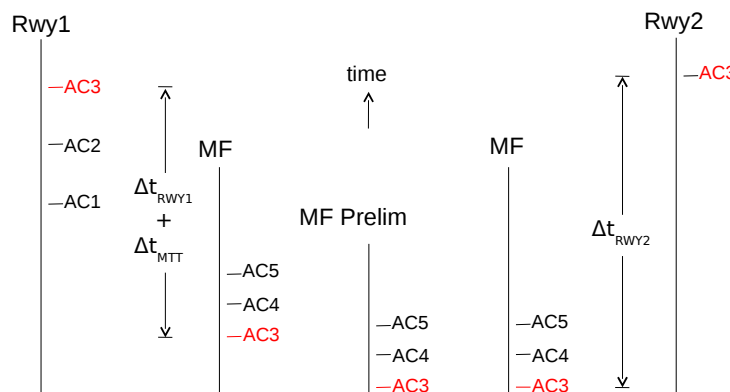 Rwy1
AC3
AC2
AC1
Δt RWY1
+
Δt MTT
MF
AC5
AC4
AC3
time
MF Prelim
AC5
AC4
AC3
MF
AC5
AC4
AC3
Δt RWY2
Rwy2
AC3